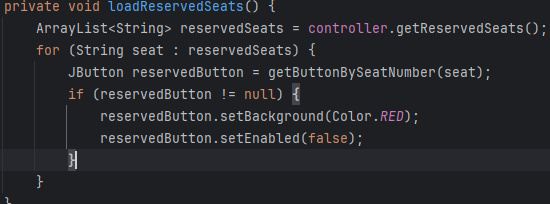 private void loadReservedSeats() {
    ArrayList<String> reservedSeats = controller.getReservedSeats();
    for (String seat : reservedSeats) {
        JButton reservedButton = getButtonBySeatNumber(seat);
        if (reservedButton != null) {
            reservedButton.setBackground(Color.RED);
            reservedButton.setEnabled(false);
        }
    }
}